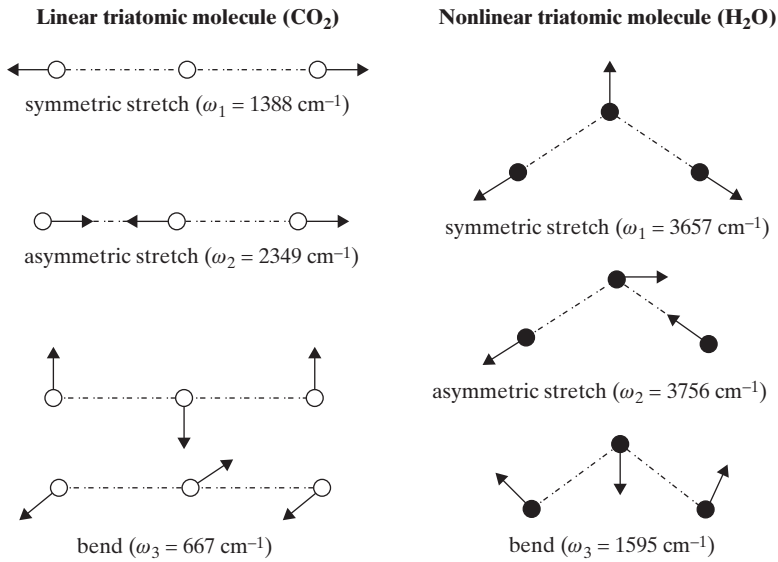 Linear triatomic molecule (CO₂)
symmetric stretch (ω₁ = 1388 cm⁻¹)
asymmetric stretch (ω₂ = 2349 cm⁻¹)
bend (ω₃ = 667 cm⁻¹)
Nonlinear triatomic molecule (H₂O)
symmetric stretch (ω₁ = 3657 cm⁻¹)
asymmetric stretch (ω₂ = 3756 cm⁻¹)
bend (ω₃ = 1595 cm⁻¹)